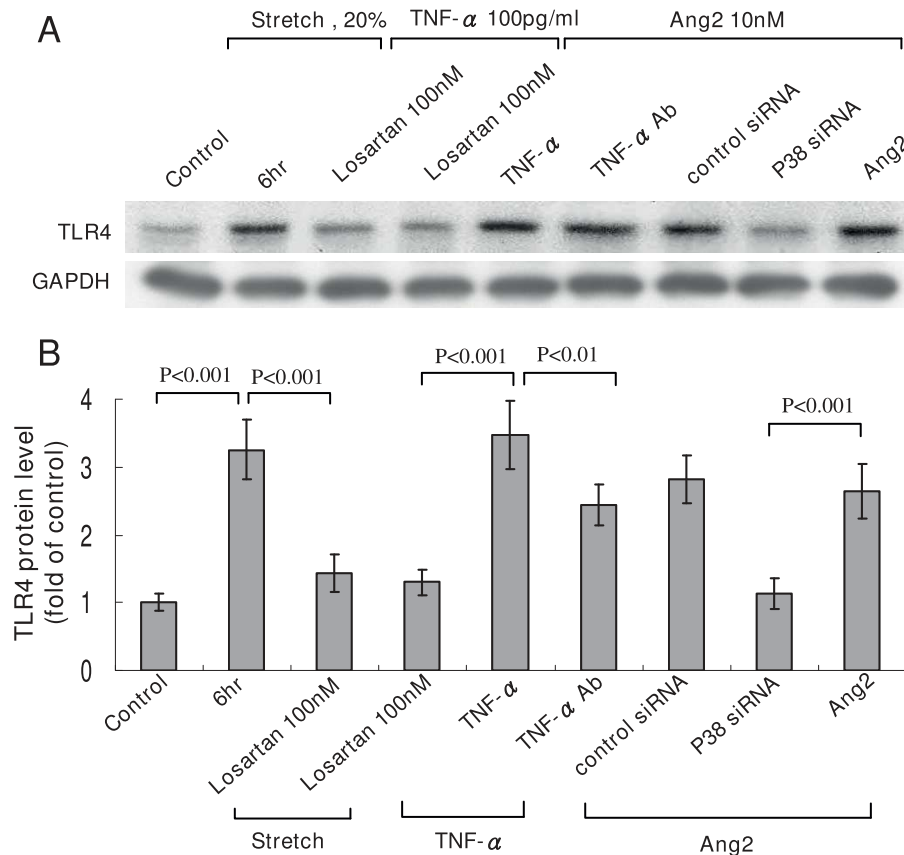 A
Stretch , 20% TNF-α 100pg/ml Ang2 10nM
Control 6hr Losartan 100nM Losartan 100nM TNF-α TNF-α Ab control siRNA P38 siRNA Ang2
TLR4
GAPDH
B
P<0.001 P<0.001 P<0.001 P<0.01 P<0.001
TLR4 protein level
(fold of control)
4
3
2
1
0
Control 6hr Losartan 100nM Losartan 100nM TNF-α TNF-α Ab control siRNA P38 siRNA Ang2
Stretch TNF-α Ang2